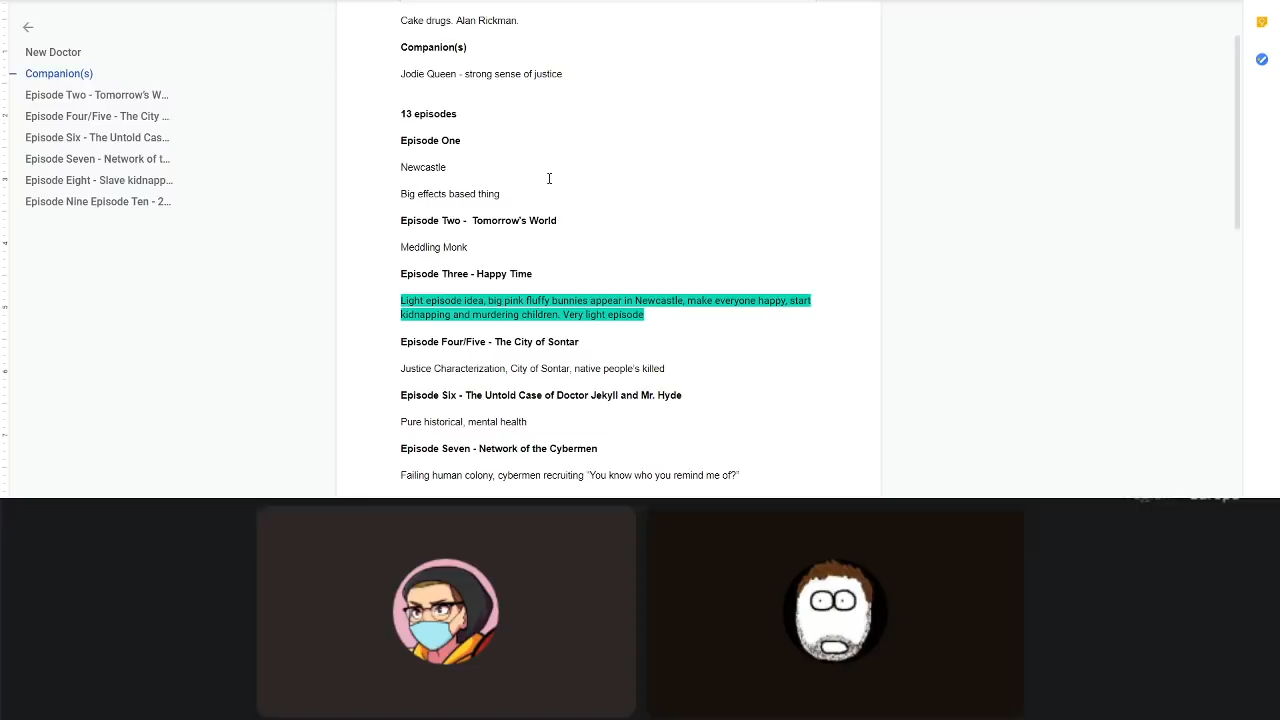 New Doctor
Companion(s)
Episode Two - Tomorrow's W...
Episode Four/Five - The City ...
Episode Six - The Untold Cas...
Episode Seven - Network of t...
Episode Eight - Slave kidnapp...
Episode Nine Episode Ten - 2...
Cake drugs. Alan Rickman.
Companion(s)
Jodie Queen - strong sense of justice
13 episodes
Episode One
Newcastle
Big effects based thing
Episode Two -  Tomorrow's World
Meddling Monk
Episode Three - Happy Time
Light episode idea, big pink fluffy bunnies appear in Newcastle, make everyone happy, start
kidnapping and murdering children. Very light episode
Episode Four/Five - The City of Sontar
Justice Characterization, City of Sontar, native people's killed
Episode Six - The Untold Case of Doctor Jekyll and Mr. Hyde
Pure historical, mental health
Episode Seven - Network of the Cybermen
Failing human colony, cybermen recruiting "You know who you remind me of?"